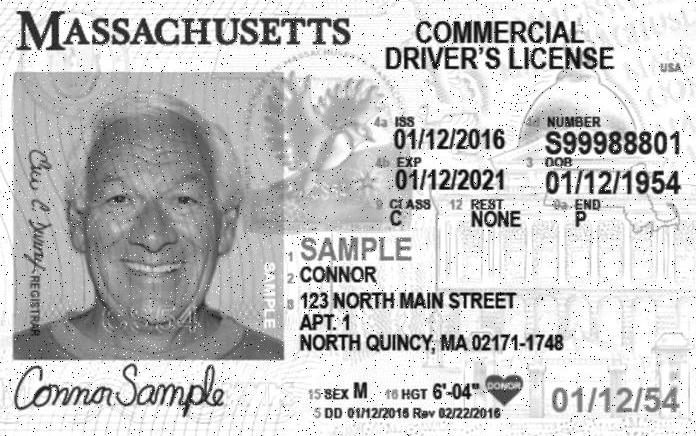 MASSACHUSETTS
COMMERCIAL
DRIVER'S LICENSE
USA
4a ISS
01/12/2016
4d NUMBER
S99988801
4b EXP
01/12/2021
3 DOB
01/12/1954
9 CLASS
C
12 REST
NONE
9a END
P
1 SAMPLE
2 CONNOR
8 123 NORTH MAIN STREET
APT. 1
NORTH QUINCY, MA 02171-1748
REGISTRAR
SAMPLE
Connor Sample
15 SEX M 16 HGT 6'-04" DONOR
5 DD 01/12/2016 Rev 02/22/2016
01/12/54